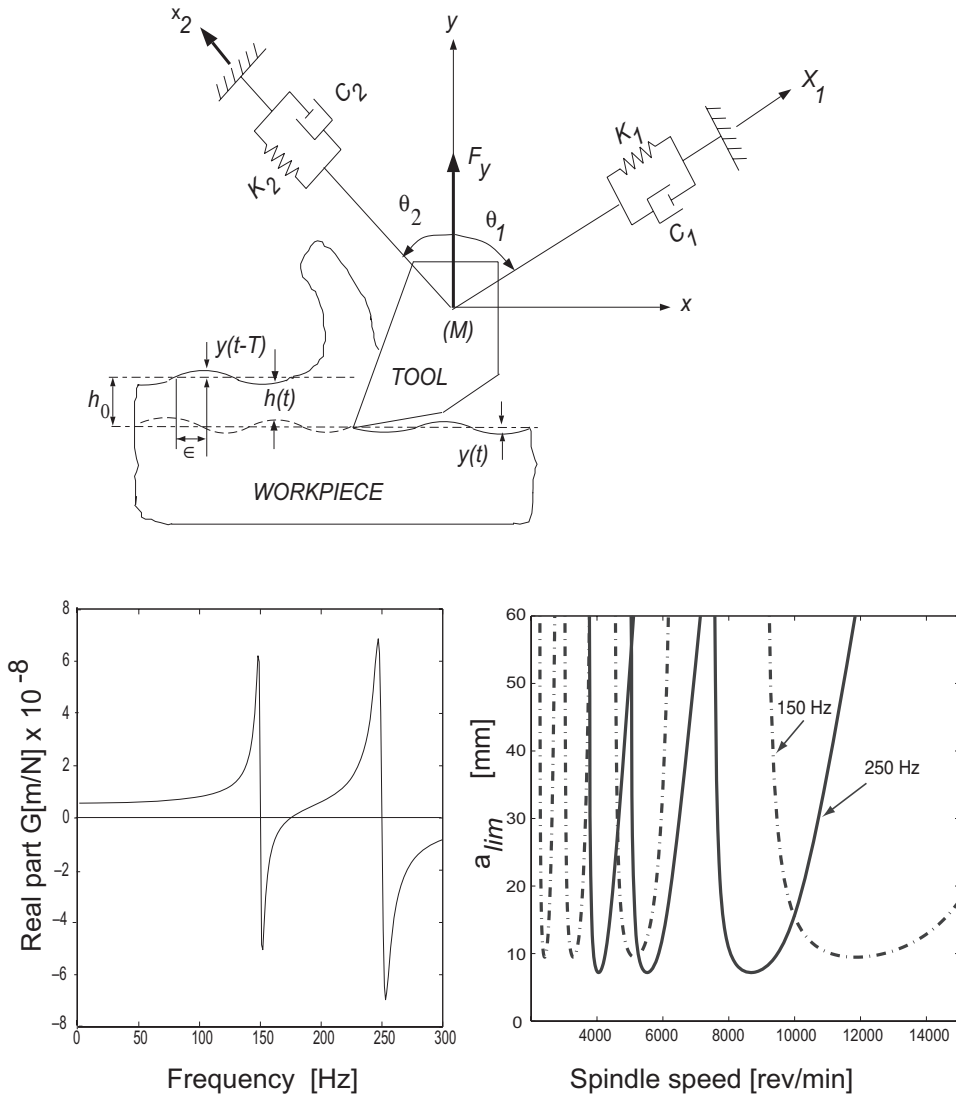 x2
y
X1
C2
K2
K1
C1
Fy
θ2
θ1
x
(M)
y(t-T)
TOOL
h0
h(t)
∈
y(t)
WORKPIECE
8
6
4
2
0
−2
−4
−6
−8
0
50
100
150
200
250
300
Real part G[m/N] x 10 -8
Frequency [Hz]
60
50
40
30
20
10
0
4000
6000
8000
10000
12000
14000
150 Hz
250 Hz
alim [mm]
Spindle speed [rev/min]